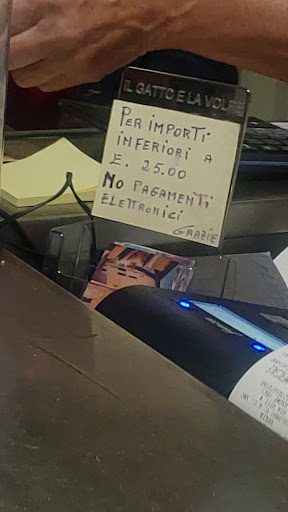 IL GATTO E LA VOLPE
PER IMPORTI
INFERIORI A
E. 25.00
NO PAGAMENTI
ELETTRONICI
GRAZIE